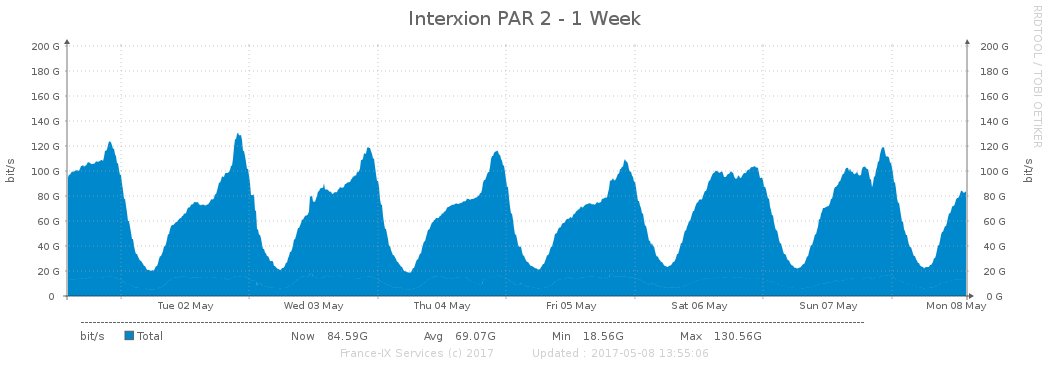 Interxion PAR 2 - 1 Week
RRDTOOL / TOBI OETIKER
bit/s
200 G
180 G
160 G
140 G
120 G
100 G
80 G
60 G
40 G
20 G
0
200 G
180 G
160 G
140 G
120 G
100 G
80 G
60 G
40 G
20 G
0 G
bit/s
Tue 02 May Wed 03 May Thu 04 May Fri 05 May Sat 06 May Sun 07 May Mon 08 May
bit/s Total Now 84.59G Avg 69.07G Min 18.56G Max 130.56G
France-IX Services (c) 2017 Updated : 2017-05-08 13:55:06